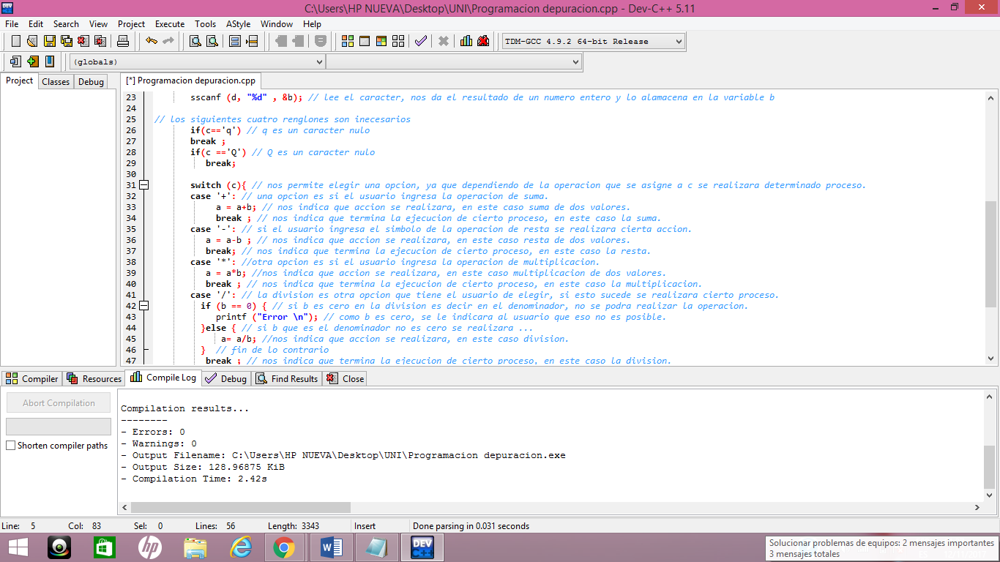 C:\Users\HP NUEVA\Desktop\UNI\Programacion depuracion.cpp - Dev-C++ 5.11
File Edit Search View Project Execute Tools AStyle Window Help
TDM-GCC 4.9.2 64-bit Release
(globals)
Project Classes Debug
[*] Programacion depuracion.cpp
23 sscanf (d, "%d" , &b); // lee el caracter, nos da el resultado de un numero entero y lo alamacena en la variable b
24
25 // los siguientes cuatro renglones son inecesarios
26 if(c=='q') // q es un caracter nulo
27 break ;
28 if(c =='Q') // Q es un caracter nulo
29 break;
30
31 switch (c){ // nos permite elegir una opcion, ya que dependiendo de la operacion que se asigne a c se realizara determinado proceso.
32 case '+': // una opcion es si el usuario ingresa la operacion de suma.
33 a = a+b; // nos indica que accion se realizara, en este caso suma de dos valores.
34 break ; // nos indica que termina la ejecucion de cierto proceso, en este caso la suma.
35 case '-': // si el usuario ingresa el simbolo de la operacion de resta se realizara cierta accion.
36 a = a-b ; // nos indica que accion se realizara, en este caso resta de dos valores.
37 break; // nos indica que termina la ejecucion de cierto proceso, en este caso la resta.
38 case '*': //otra opcion es si el usuario ingresa la operacion de multiplicacion.
39 a = a*b; //nos indica que accion se realizara, en este caso multiplicacion de dos valores.
40 break ; // nos indica que termina la ejecucion de cierto proceso, en este caso la multiplicacion.
41 case '/': // la division es otra opcion que tiene el usuario de elegir, si esto sucede se realizara cierto proceso.
42 if (b == 0) { // si b es cero en la division es decir en el denominador, no se podra realizar la operacion.
43 printf ("Error \n"); // como b es cero, se le indicara al usuario que eso no es posible.
44 }else { // si b que es el denominador no es cero se realizara ...
45 a= a/b; //nos indica que accion se realizara, en este caso division.
46 } // fin de lo contrario
47 break ; // nos indica que termina la ejecucion de cierto proceso, en este caso la division.
Compiler Resources Compile Log Debug Find Results Close
Abort Compilation
Shorten compiler paths
Compilation results...
--------
- Errors: 0
- Warnings: 0
- Output Filename: C:\Users\HP NUEVA\Desktop\UNI\Programacion depuracion.exe
- Output Size: 128.96875 KiB
- Compilation Time: 2.42s
Line: 5 Col: 83 Sel: 0 Lines: 56 Length: 3343 Insert Done parsing in 0.031 seconds
Solucionar problemas de equipos: 2 mensajes importantes
3 mensajes totales